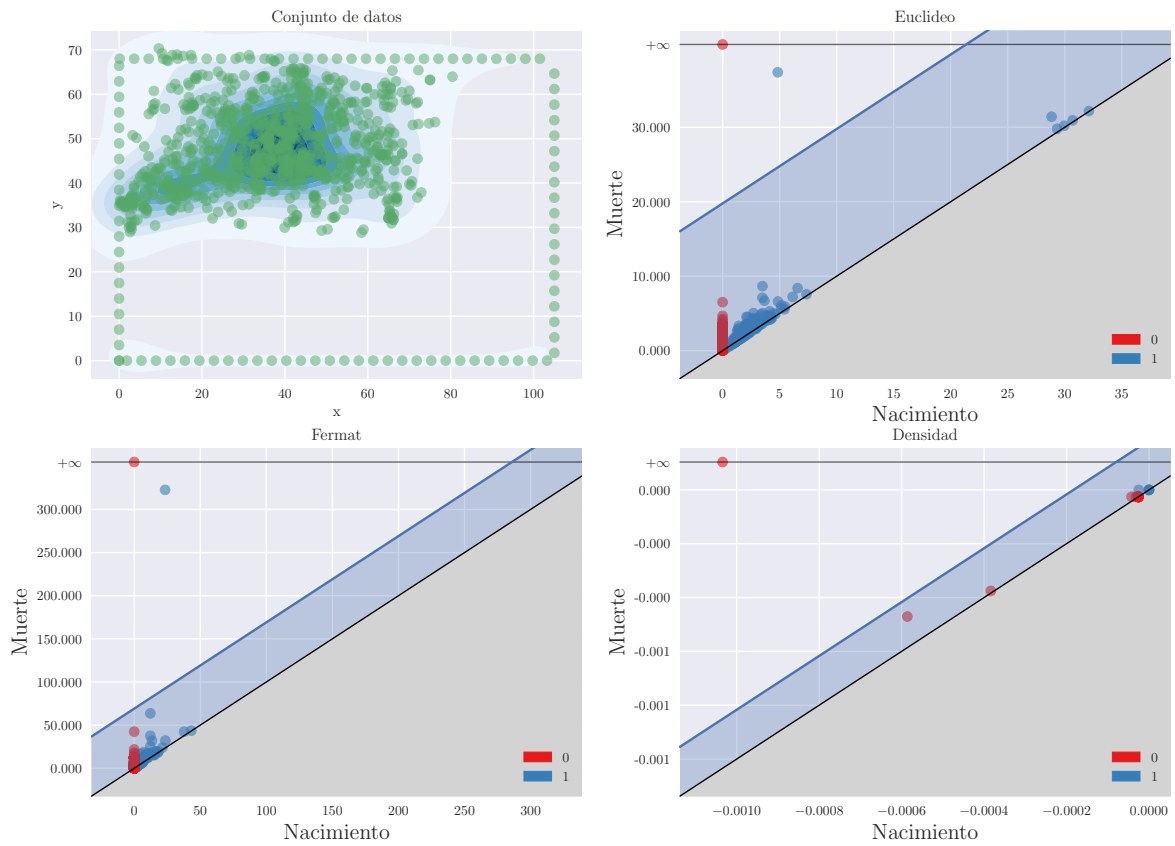 Conjunto de datos
70
60
50
40
30
20
10
0
y
0 20 40 60 80 100
x
Euclideo
+∞
30.000
20.000
10.000
0.000
Muerte
0
1
0 5 10 15 20 25 30 35
Nacimiento
Fermat
+∞
300.000
250.000
200.000
150.000
100.000
50.000
0.000
Muerte
0
1
0 50 100 150 200 250 300
Nacimiento
Densidad
+∞
0.000
-0.000
-0.000
-0.001
-0.001
-0.001
Muerte
0
1
−0.0010 −0.0008 −0.0006 −0.0004 −0.0002 0.0000
Nacimiento